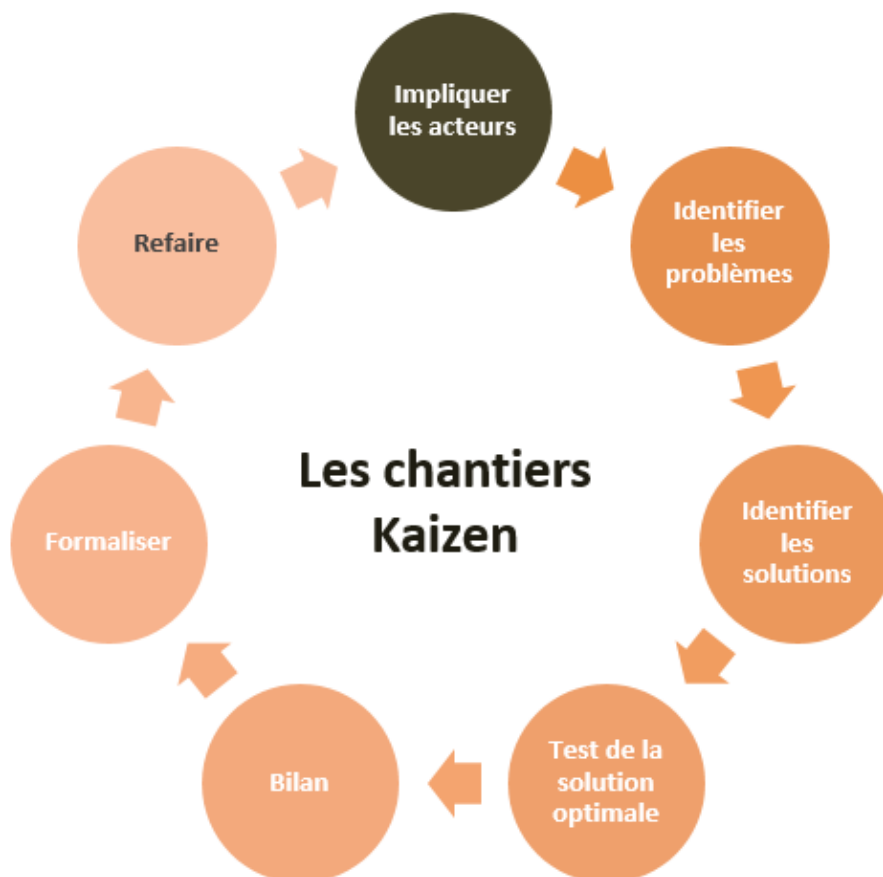 Impliquer
les acteurs
Identifier
les
problèmes
Identifier
les
solutions
Test de la
solution
optimale
Bilan
Formaliser
Refaire
Les chantiers
Kaizen